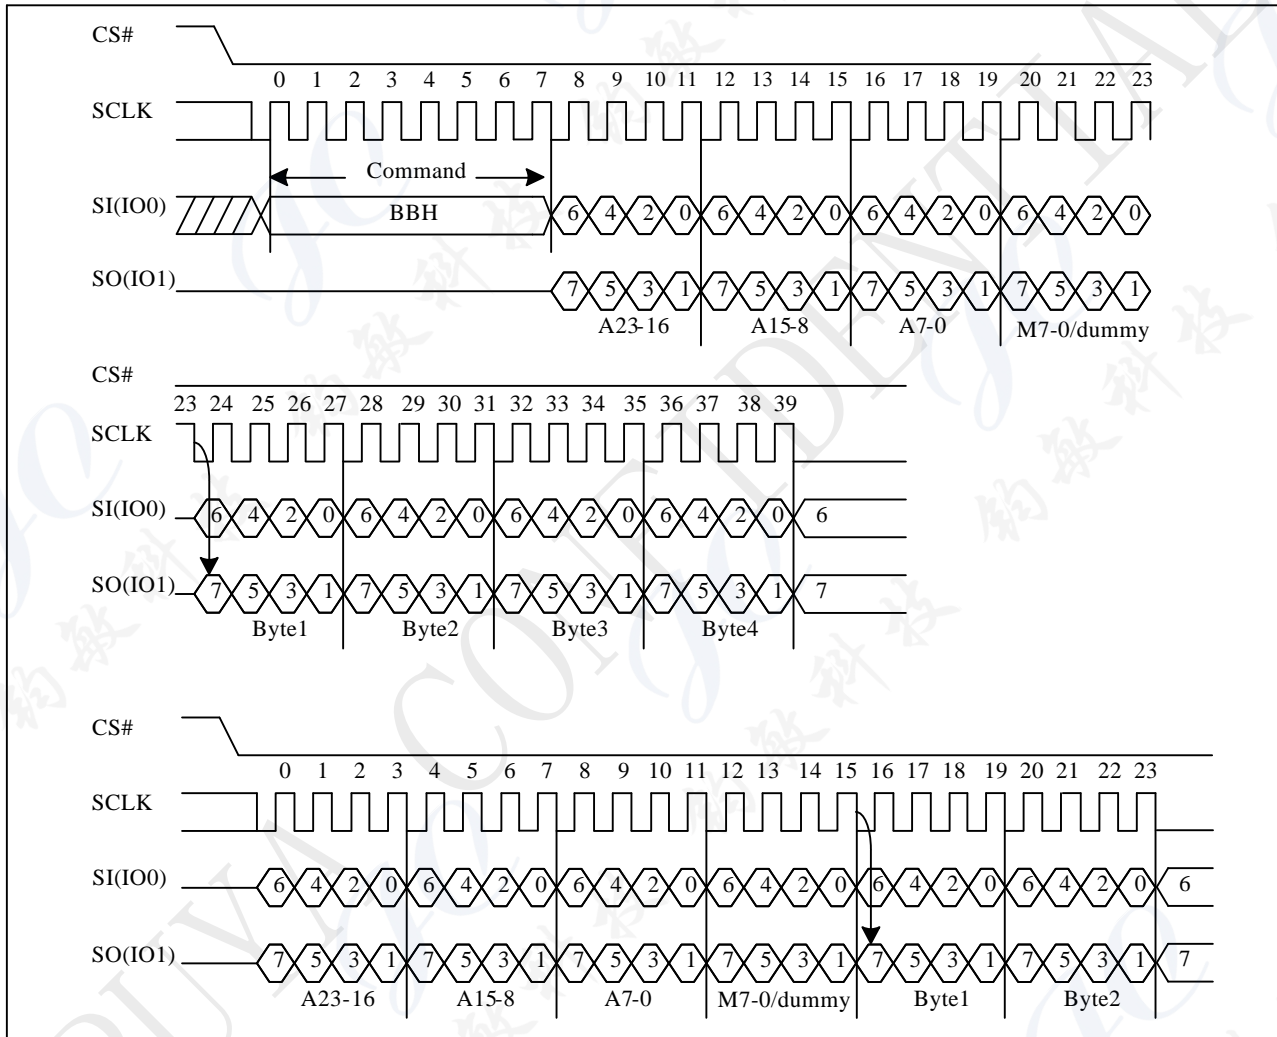 CS#
0 1 2 3 4 5 6 7 8 9 10 11 12 13 14 15 16 17 18 19 20 21 22 23
SCLK
Command
SI(IO0) BBH 6 4 2 0 6 4 2 0 6 4 2 0 6 4 2 0
SO(IO1) 7 5 3 1 7 5 3 1 7 5 3 1 7 5 3 1
A23-16 A15-8 A7-0 M7-0/dummy
CS#
23 24 25 26 27 28 29 30 31 32 33 34 35 36 37 38 39
SCLK
SI(IO0) 6 4 2 0 6 4 2 0 6 4 2 0 6 4 2 0 6
SO(IO1) 7 5 3 1 7 5 3 1 7 5 3 1 7 5 3 1 7
Byte1 Byte2 Byte3 Byte4
CS#
0 1 2 3 4 5 6 7 8 9 10 11 12 13 14 15 16 17 18 19 20 21 22 23
SCLK
SI(IO0) 6 4 2 0 6 4 2 0 6 4 2 0 6 4 2 0 6 4 2 0 6 4 2 0 6
SO(IO1) 7 5 3 1 7 5 3 1 7 5 3 1 7 5 3 1 7 5 3 1 7 5 3 1 7
A23-16 A15-8 A7-0 M7-0/dummy Byte1 Byte2
PUYA CONFIDENTIAL